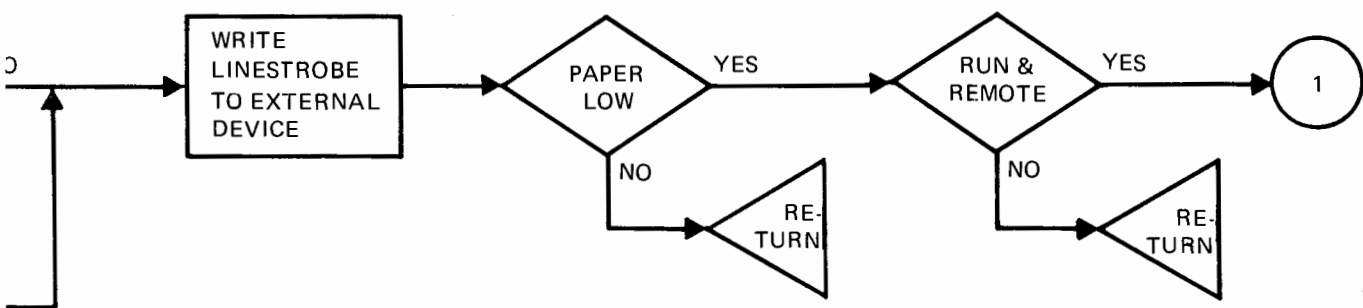 WRITE
LINESTROBE
TO EXTERNAL
DEVICE
PAPER
LOW
YES
NO
RE-
TURN
RUN &
REMOTE
YES
NO
RE-
TURN
1